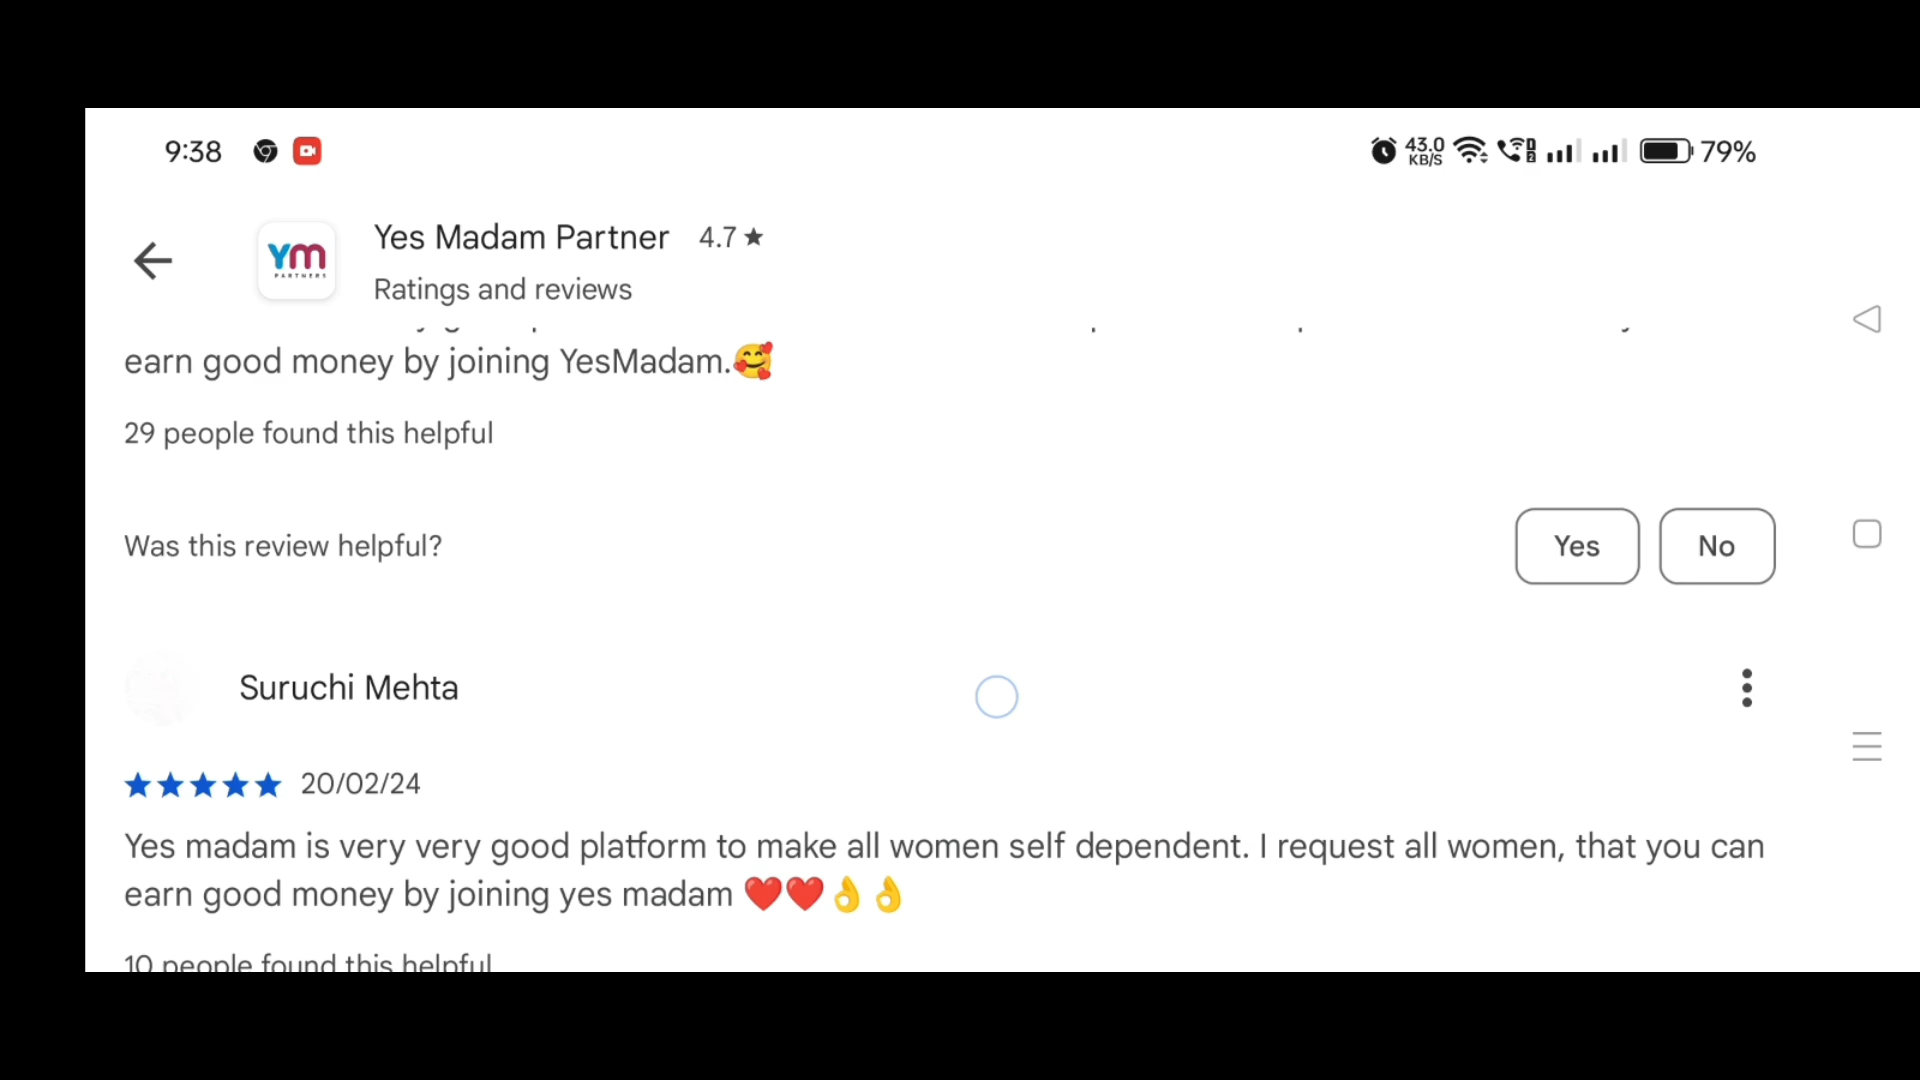 9:38
43.0
KB/S
79%
Yes Madam Partner 4.7★
YM
PARTNERS
Ratings and reviews
earn good money by joining YesMadam.🥰
29 people found this helpful
Was this review helpful?
Yes
No
Suruchi Mehta
★★★★★ 20/02/24
Yes madam is very very good platform to make all women self dependent. I request all women, that you can
earn good money by joining yes madam ❤️❤️👌👌
10 people found this helpful